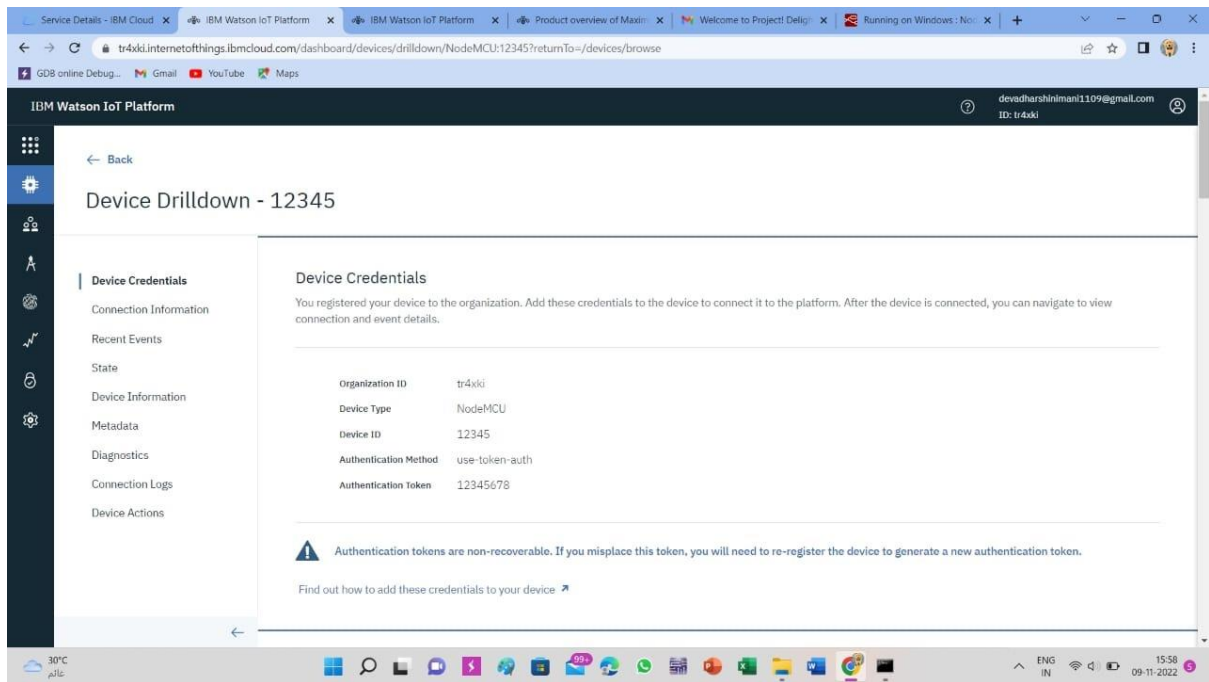 Service Details - IBM Cloud
IBM Watson IoT Platform
IBM Watson IoT Platform
Product overview of Maxim
Welcome to Project! Deligh
Running on Windows : No
tr4xki.internetofthings.ibmcloud.com/dashboard/devices/drilldown/NodeMCU:12345?returnTo=/devices/browse
GDB online Debug... Gmail YouTube Maps
IBM Watson IoT Platform
devadharshinimani1109@gmail.com
ID: tr4xki
Back
Device Drilldown - 12345
Device Credentials
Connection Information
Recent Events
State
Device Information
Metadata
Diagnostics
Connection Logs
Device Actions
Device Credentials
You registered your device to the organization. Add these credentials to the device to connect it to the platform. After the device is connected, you can navigate to view
connection and event details.
Organization ID tr4xki
Device Type NodeMCU
Device ID 12345
Authentication Method use-token-auth
Authentication Token 12345678
Authentication tokens are non-recoverable. If you misplace this token, you will need to re-register the device to generate a new authentication token.
Find out how to add these credentials to your device
30°C
غائم
99+
ENG
IN
15:58
09-11-2022
5